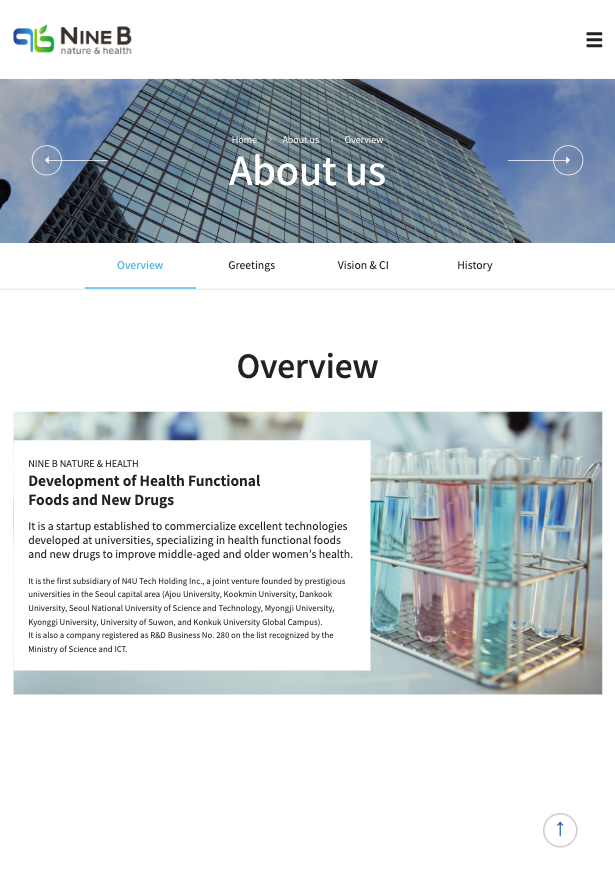 NINE B
nature & health
Home > About us > Overview
About us
Overview Greetings Vision & CI History
Overview
NINE B NATURE & HEALTH
Development of Health Functional
Foods and New Drugs
It is a startup established to commercialize excellent technologies
developed at universities, specializing in health functional foods
and new drugs to improve middle-aged and older women's health.
It is the first subsidiary of N4U Tech Holding Inc., a joint venture founded by prestigious
universities in the Seoul capital area (Ajou University, Kookmin University, Dankook
University, Seoul National University of Science and Technology, Myongji University,
Kyonggi University, University of Suwon, and Konkuk University Global Campus).
It is also a company registered as R&D Business No. 280 on the list recognized by the
Ministry of Science and ICT.